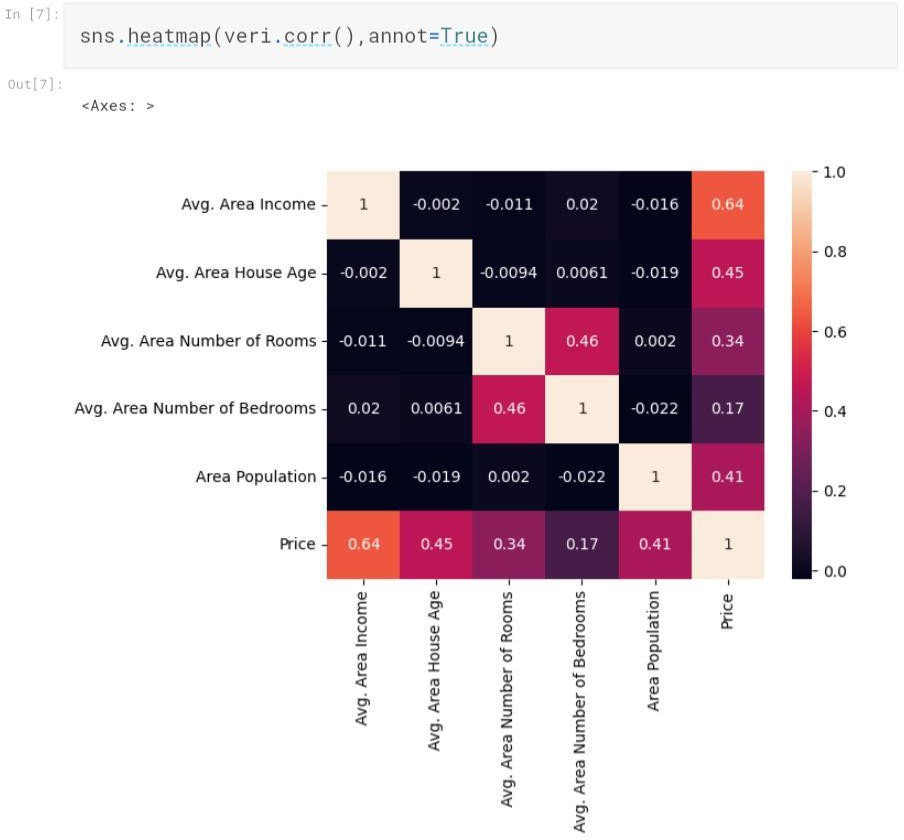 In [7]:
sns.heatmap(veri.corr(),annot=True)
Out[7]:
<Axes: >
Avg. Area Income 1 -0.002 -0.011 0.02 -0.016 0.64
Avg. Area House Age -0.002 1 -0.0094 0.0061 -0.019 0.45
Avg. Area Number of Rooms -0.011 -0.0094 1 0.46 0.002 0.34
Avg. Area Number of Bedrooms 0.02 0.0061 0.46 1 -0.022 0.17
Area Population -0.016 -0.019 0.002 -0.022 1 0.41
Price 0.64 0.45 0.34 0.17 0.41 1
Avg. Area Income
Avg. Area House Age
Avg. Area Number of Rooms
Avg. Area Number of Bedrooms
Area Population
Price
1.0
0.8
0.6
0.4
0.2
0.0